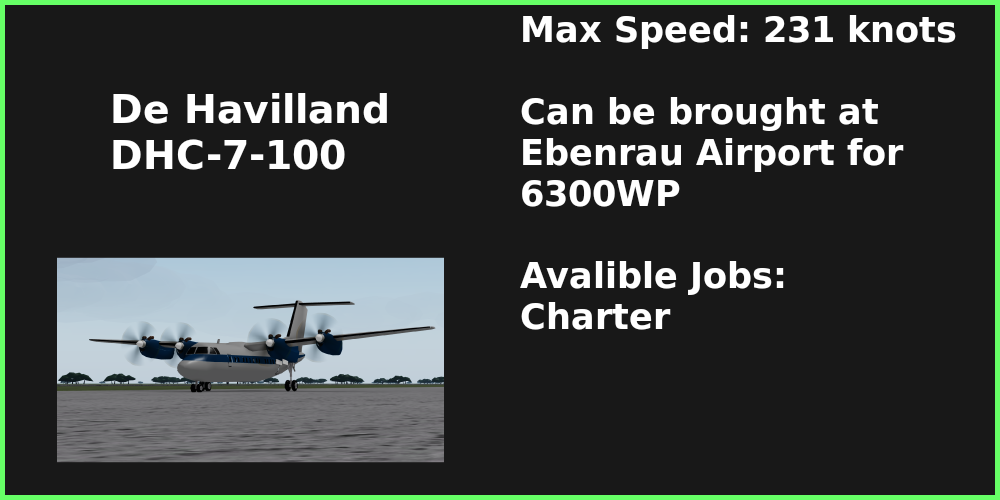 De Havilland
DHC-7-100
Max Speed: 231 knots
Can be brought at
Ebenrau Airport for
6300WP
Avalible Jobs:
Charter